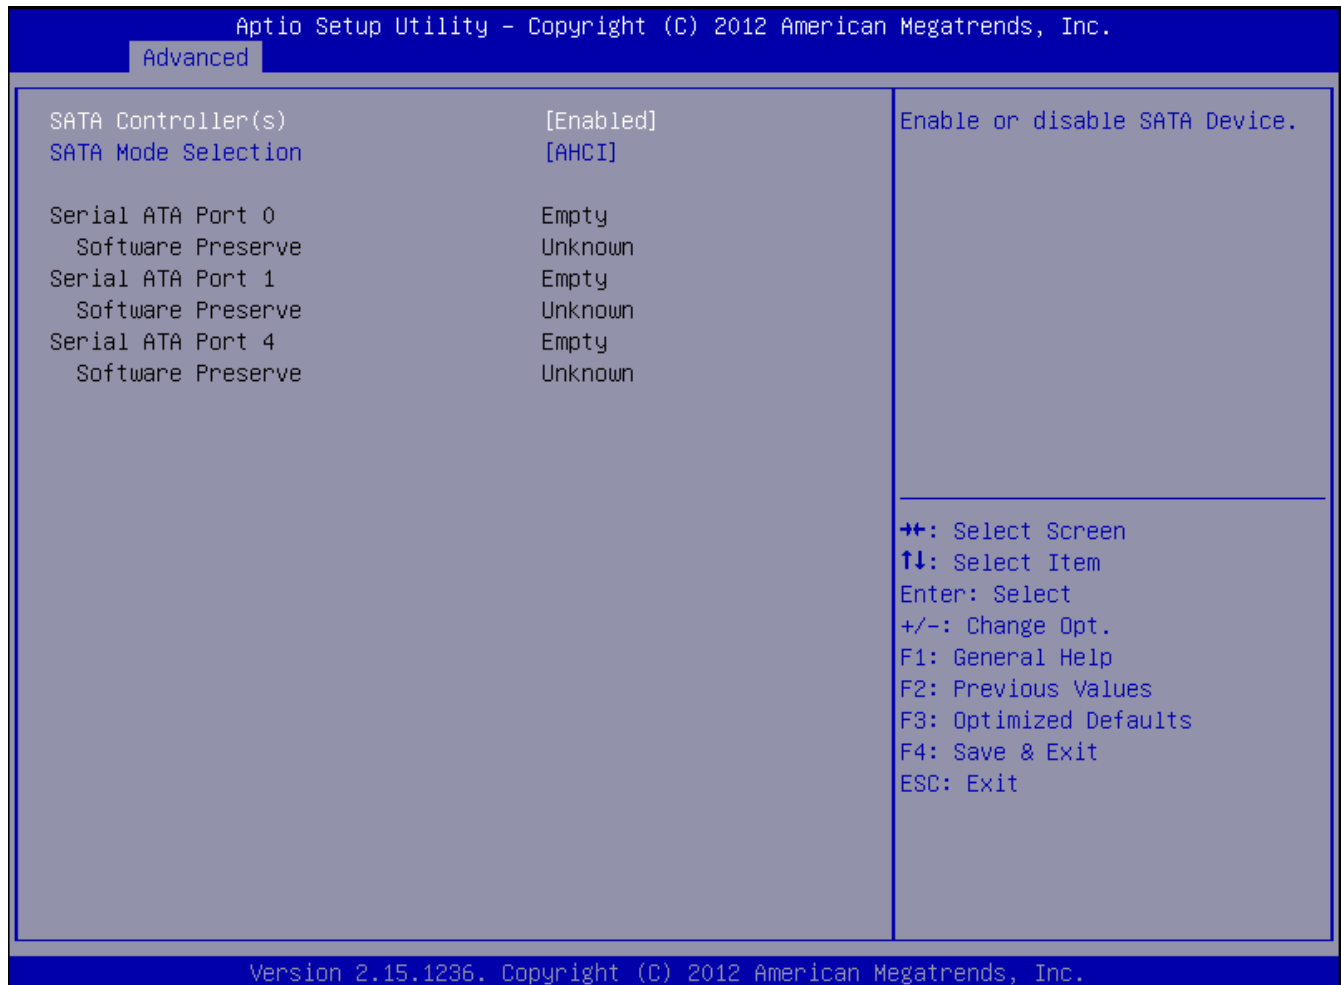 Aptio Setup Utility – Copyright (C) 2012 American Megatrends, Inc.
Advanced
SATA Controller(s) [Enabled]
SATA Mode Selection [AHCI]
Serial ATA Port 0 Empty
Software Preserve Unknown
Serial ATA Port 1 Empty
Software Preserve Unknown
Serial ATA Port 4 Empty
Software Preserve Unknown
Enable or disable SATA Device.
→←: Select Screen
↑↓: Select Item
Enter: Select
+/-: Change Opt.
F1: General Help
F2: Previous Values
F3: Optimized Defaults
F4: Save & Exit
ESC: Exit
Version 2.15.1236. Copyright (C) 2012 American Megatrends, Inc.